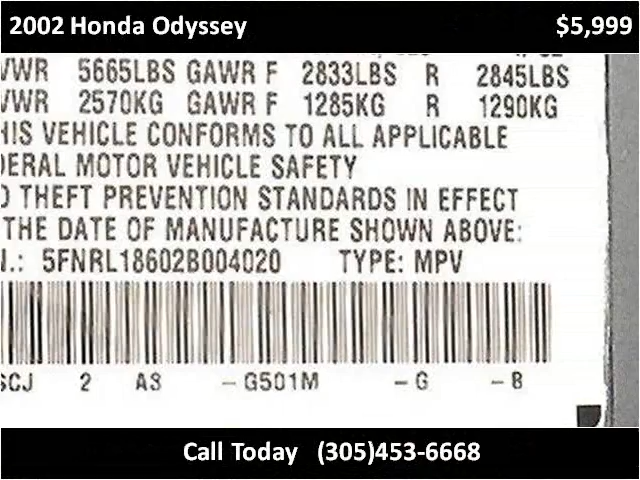 2002 Honda Odyssey $5,999
VWR 5665LBS GAWR F 2833LBS R 2845LBS
VWR 2570KG GAWR F 1285KG R 1290KG
HIS VEHICLE CONFORMS TO ALL APPLICABLE
DERAL MOTOR VEHICLE SAFETY
D THEFT PREVENTION STANDARDS IN EFFECT
THE DATE OF MANUFACTURE SHOWN ABOVE:
N.: 5FNRL18602B004020 TYPE: MPV
SCJ 2 A3 -G501M -G -B
Call Today (305)453-6668